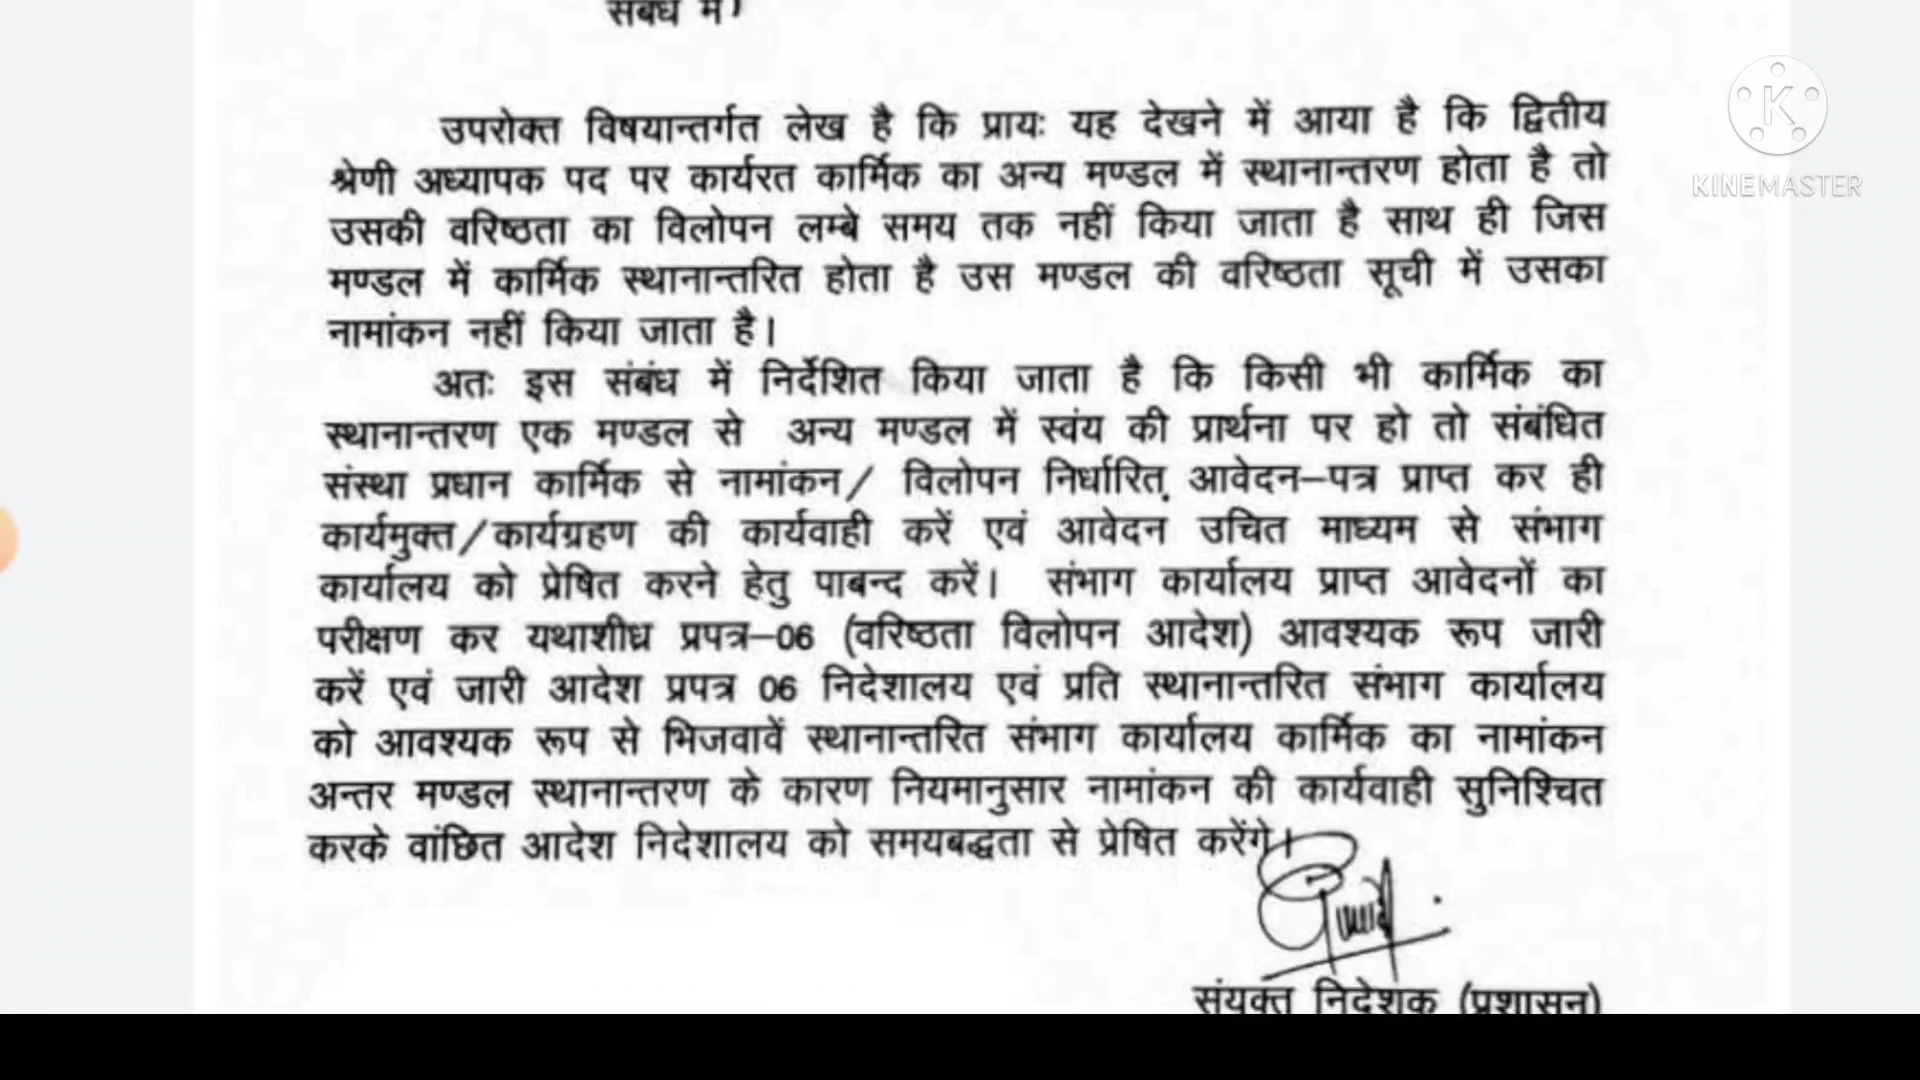 संबंध में।
उपरोक्त विषयान्तर्गत लेख है कि प्रायः यह देखने में आया है कि द्वितीय
श्रेणी अध्यापक पद पर कार्यरत कार्मिक का अन्य मण्डल में स्थानान्तरण होता है तो
उसकी वरिष्ठता का विलोपन लम्बे समय तक नहीं किया जाता है साथ ही जिस
मण्डल में कार्मिक स्थानान्तरित होता है उस मण्डल की वरिष्ठता सूची में उसका
नामांकन नहीं किया जाता है।
अतः इस संबंध में निर्देशित किया जाता है कि किसी भी कार्मिक का
स्थानान्तरण एक मण्डल से अन्य मण्डल में स्वंय की प्रार्थना पर हो तो संबंधित
संस्था प्रधान कार्मिक से नामांकन/ विलोपन निर्धारित आवेदन–पत्र प्राप्त कर ही
कार्यमुक्त/कार्यग्रहण की कार्यवाही करें एवं आवेदन उचित माध्यम से संभाग
कार्यालय को प्रेषित करने हेतु पाबन्द करें। संभाग कार्यालय प्राप्त आवेदनों का
परीक्षण कर यथाशीघ्र प्रपत्र–06 (वरिष्ठता विलोपन आदेश) आवश्यक रूप जारी
करें एवं जारी आदेश प्रपत्र 06 निदेशालय एवं प्रति स्थानान्तरित संभाग कार्यालय
को आवश्यक रूप से भिजवावें स्थानान्तरित संभाग कार्यालय कार्मिक का नामांकन
अन्तर मण्डल स्थानान्तरण के कारण नियमानुसार नामांकन की कार्यवाही सुनिश्चित
करके वांछित आदेश निदेशालय को समयबद्धता से प्रेषित करेंगे।
संयुक्त निदेशक (प्रशासन)
KINEMASTER